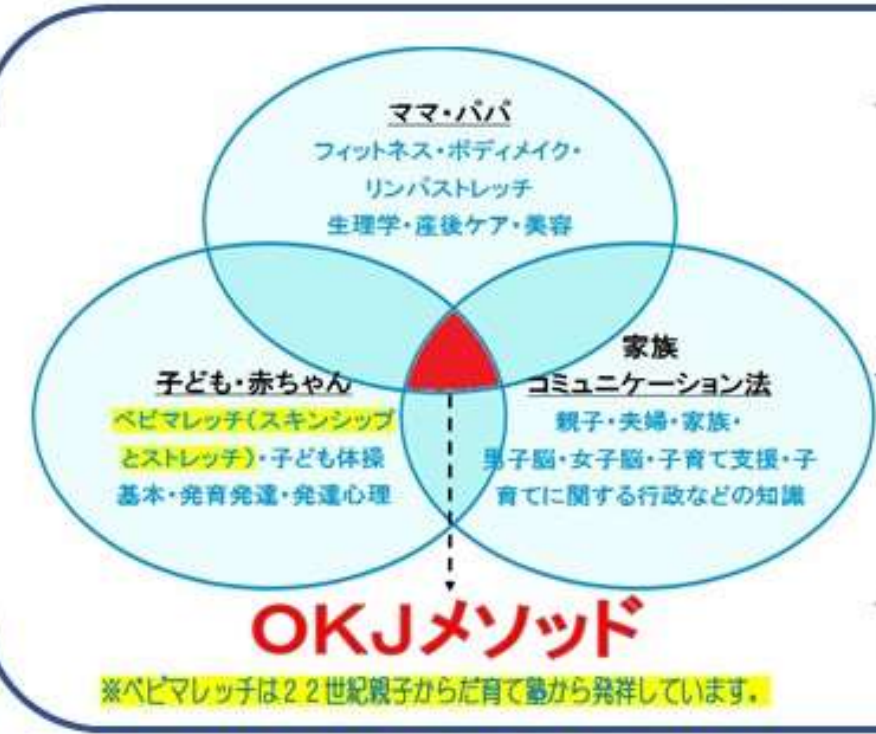 ママ・パパ
フィットネス・ボディメイク・
リンパストレッチ
生理学・産後ケア・美容
子ども・赤ちゃん
ベビマレッチ(スキンシップ
とストレッチ)・子ども体操
基本・発育発達・発達心理
家族
コミュニケーション法
親子・夫婦・家族・
男子脳・女子脳・子育て支援・子
育てに関する行政などの知識
OKJメソッド
※ベビマレッチは22世紀親子からだ育て塾から発祥しています。